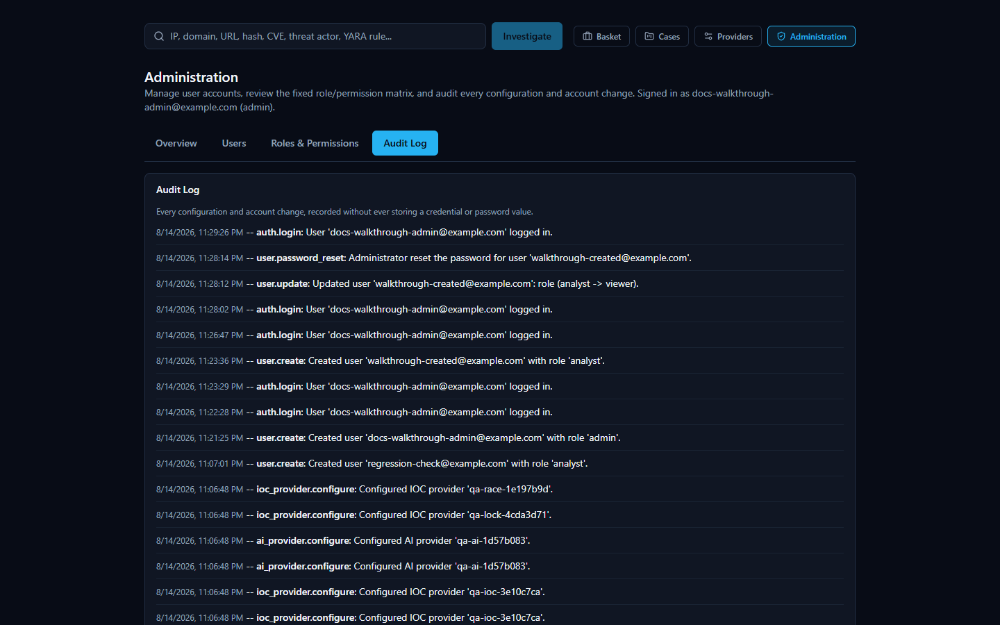 IP, domain, URL, hash, CVE, threat actor, YARA rule...
Investigate
Basket
Cases
Providers
Administration
Administration
Manage user accounts, review the fixed role/permission matrix, and audit every configuration and account change. Signed in as docs-walkthrough-
admin@example.com (admin).
Overview
Users
Roles & Permissions
Audit Log
Audit Log
Every configuration and account change, recorded without ever storing a credential or password value.
8/14/2026, 11:29:26 PM -- auth.login: User 'docs-walkthrough-admin@example.com' logged in.
8/14/2026, 11:28:14 PM -- user.password_reset: Administrator reset the password for user 'walkthrough-created@example.com'.
8/14/2026, 11:28:12 PM -- user.update: Updated user 'walkthrough-created@example.com': role (analyst -> viewer).
8/14/2026, 11:28:02 PM -- auth.login: User 'docs-walkthrough-admin@example.com' logged in.
8/14/2026, 11:26:47 PM -- auth.login: User 'docs-walkthrough-admin@example.com' logged in.
8/14/2026, 11:23:36 PM -- user.create: Created user 'walkthrough-created@example.com' with role 'analyst'.
8/14/2026, 11:23:29 PM -- auth.login: User 'docs-walkthrough-admin@example.com' logged in.
8/14/2026, 11:22:28 PM -- auth.login: User 'docs-walkthrough-admin@example.com' logged in.
8/14/2026, 11:21:25 PM -- user.create: Created user 'docs-walkthrough-admin@example.com' with role 'admin'.
8/14/2026, 11:07:01 PM -- user.create: Created user 'regression-check@example.com' with role 'analyst'.
8/14/2026, 11:06:48 PM -- ioc_provider.configure: Configured IOC provider 'qa-race-1e197b9d'.
8/14/2026, 11:06:48 PM -- ioc_provider.configure: Configured IOC provider 'qa-lock-4cda3d71'.
8/14/2026, 11:06:48 PM -- ai_provider.configure: Configured AI provider 'qa-ai-1d57b083'.
8/14/2026, 11:06:48 PM -- ai_provider.configure: Configured AI provider 'qa-ai-1d57b083'.
8/14/2026, 11:06:48 PM -- ioc_provider.configure: Configured IOC provider 'qa-ioc-3e10c7ca'.
8/14/2026, 11:06:48 PM -- ioc_provider.configure: Configured IOC provider 'qa-ioc-3e10c7ca'.